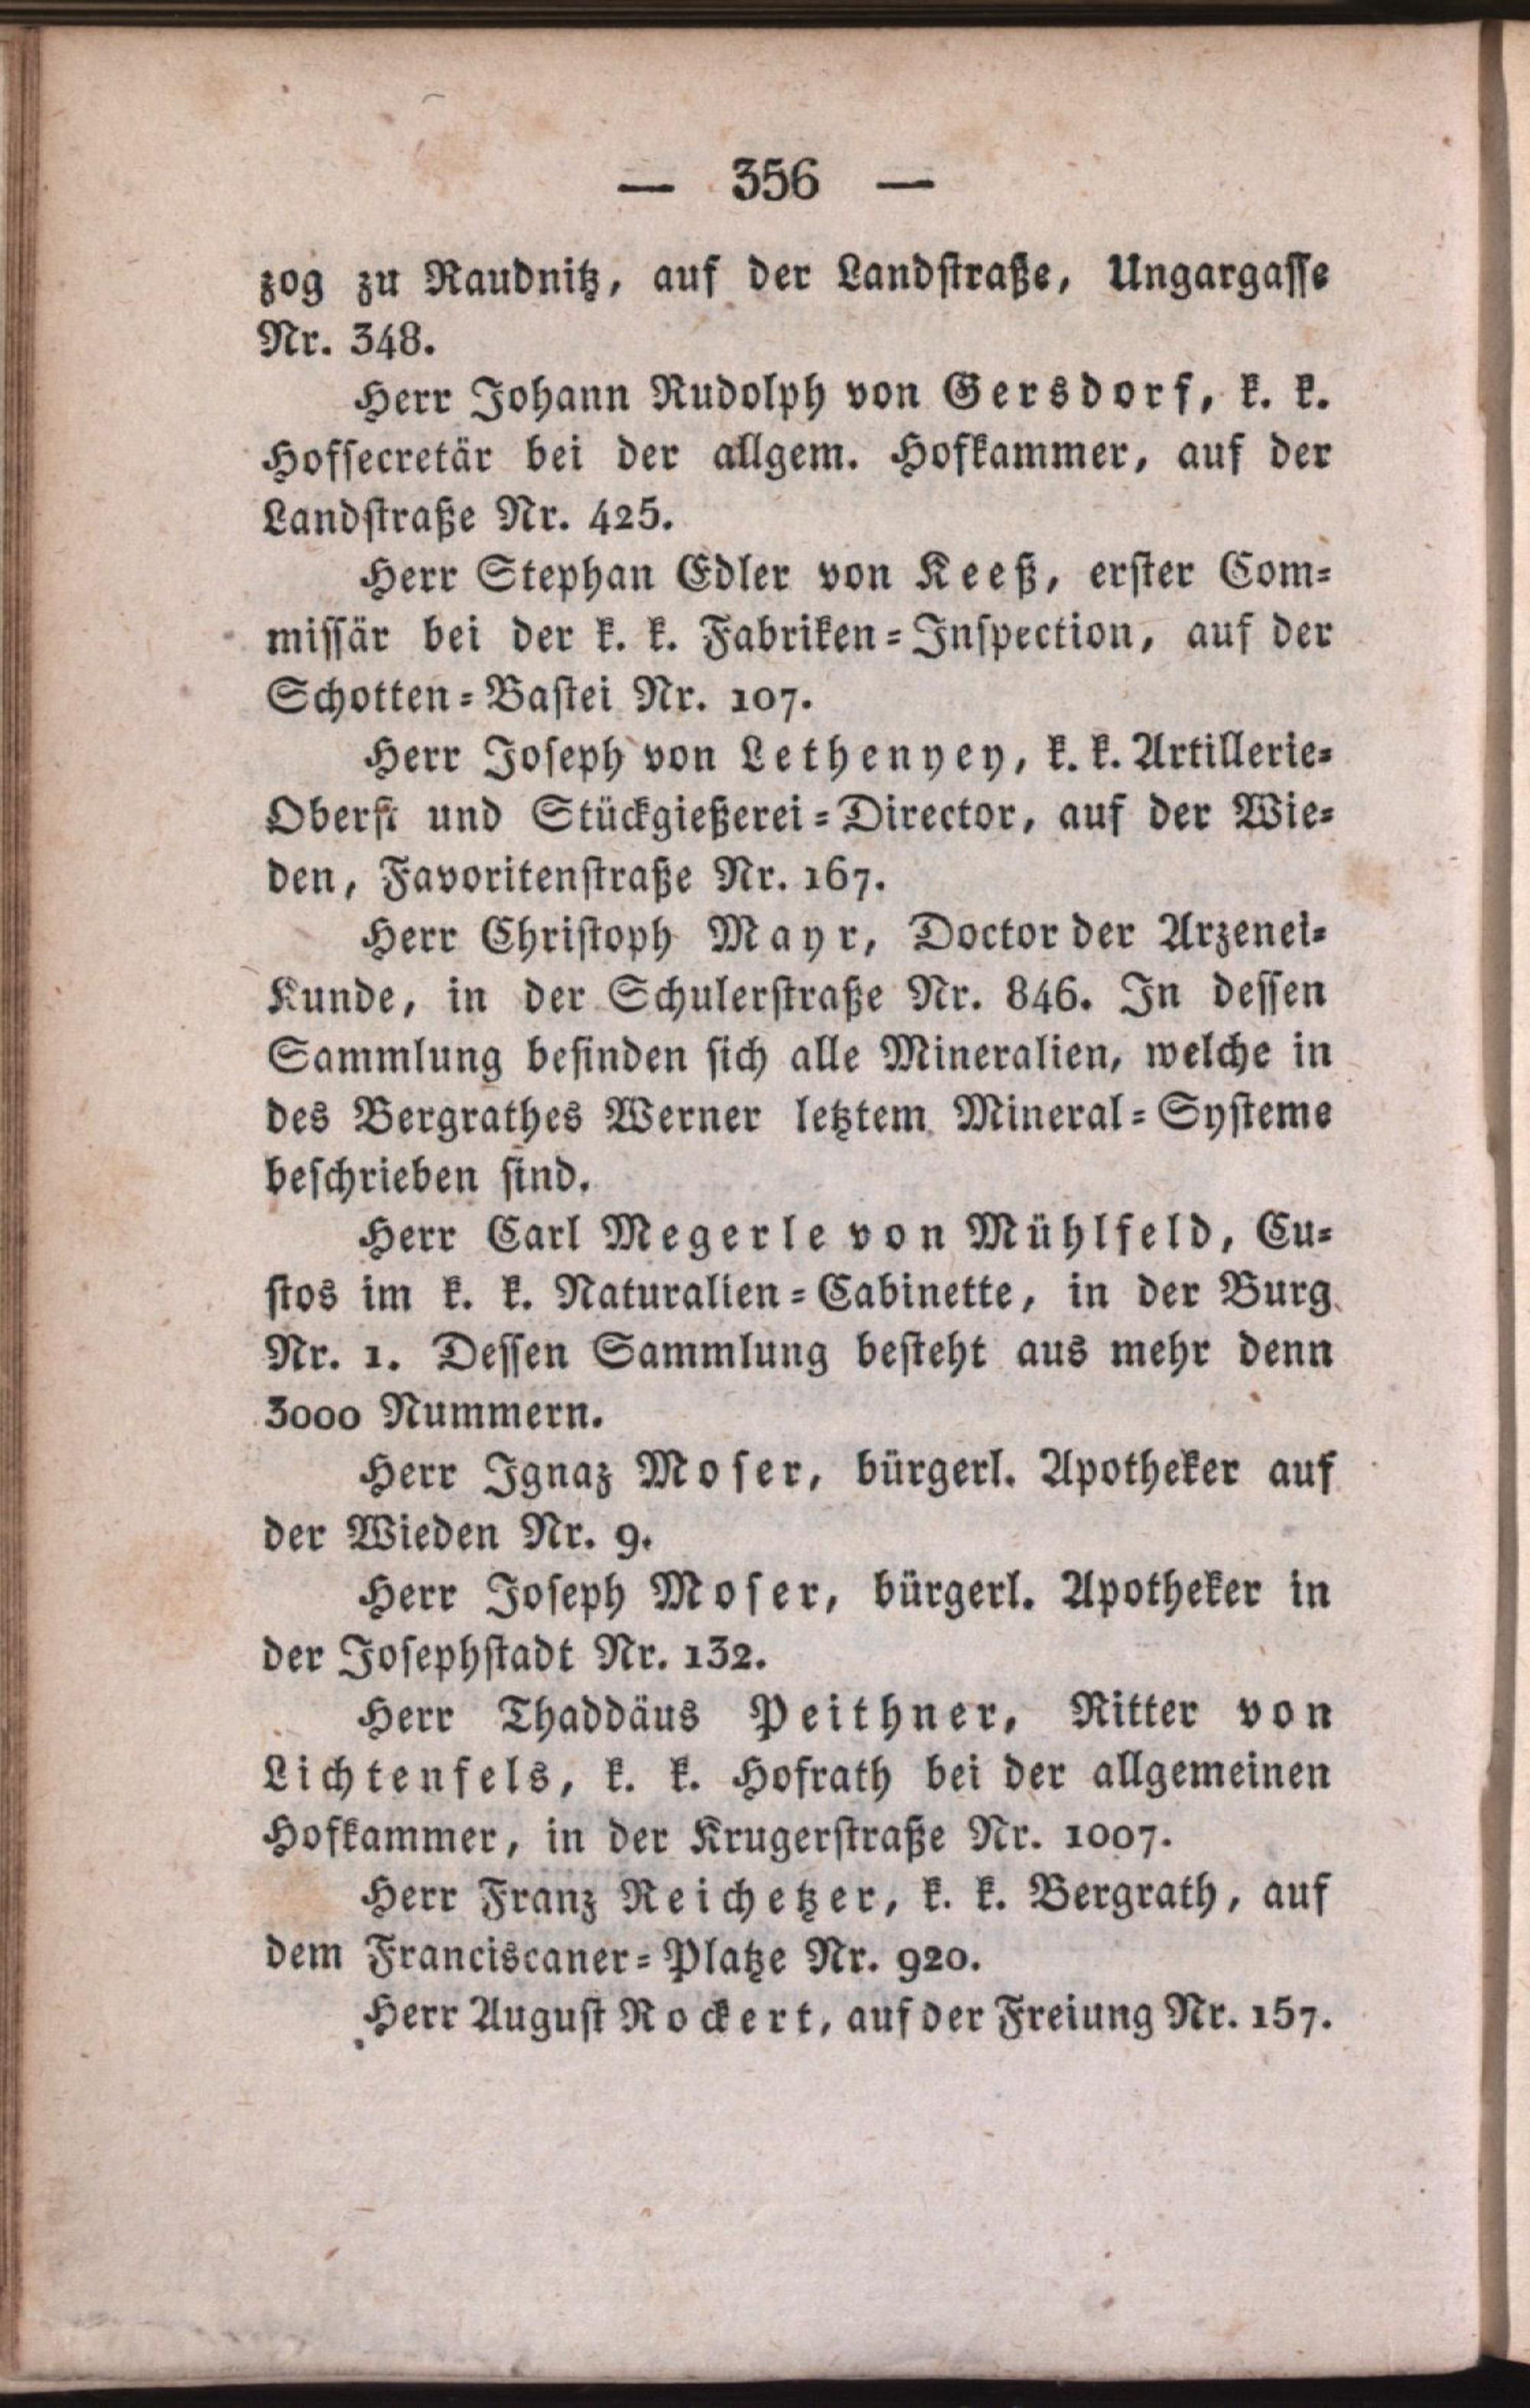 — 356 —
zog zu Raudnitz, auf der Landstraße, Ungargasse
Nr. 348.
Herr Johann Rudolph von Gersdorf, k. k.
Hofsecretär bei der allgem. Hofkammer, auf der
Landstraße Nr. 425.
Herr Stephan Edler von Keeß, erster Com-
missär bei der k. k. Fabriken-Inspection, auf der
Schotten-Bastei Nr. 107.
Herr Joseph von Lethenyey, k. k. Artillerie-
Oberst und Stückgießerei-Director, auf der Wie-
den, Favoritenstraße Nr. 167.
Herr Christoph Mayr, Doctor der Arzenei-
Kunde, in der Schulerstraße Nr. 846. In dessen
Sammlung befinden sich alle Mineralien, welche in
des Bergrathes Werner letztem Mineral-Systeme
beschrieben sind.
Herr Carl Megerle von Mühlfeld, Cu-
stos im k. k. Naturalien-Cabinette, in der Burg
Nr. 1. Dessen Sammlung besteht aus mehr denn
3000 Nummern.
Herr Ignaz Moser, bürgerl. Apotheker auf
der Wieden Nr. 9.
Herr Joseph Moser, bürgerl. Apotheker in
der Josephstadt Nr. 132.
Herr Thaddäus Peithner, Ritter von
Lichtenfels, k. k. Hofrath bei der allgemeinen
Hofkammer, in der Krugerstraße Nr. 1007.
Herr Franz Reichetzer, k. k. Bergrath, auf
dem Franciscaner-Platze Nr. 920.
Herr August Rockert, auf der Freiung Nr. 157.